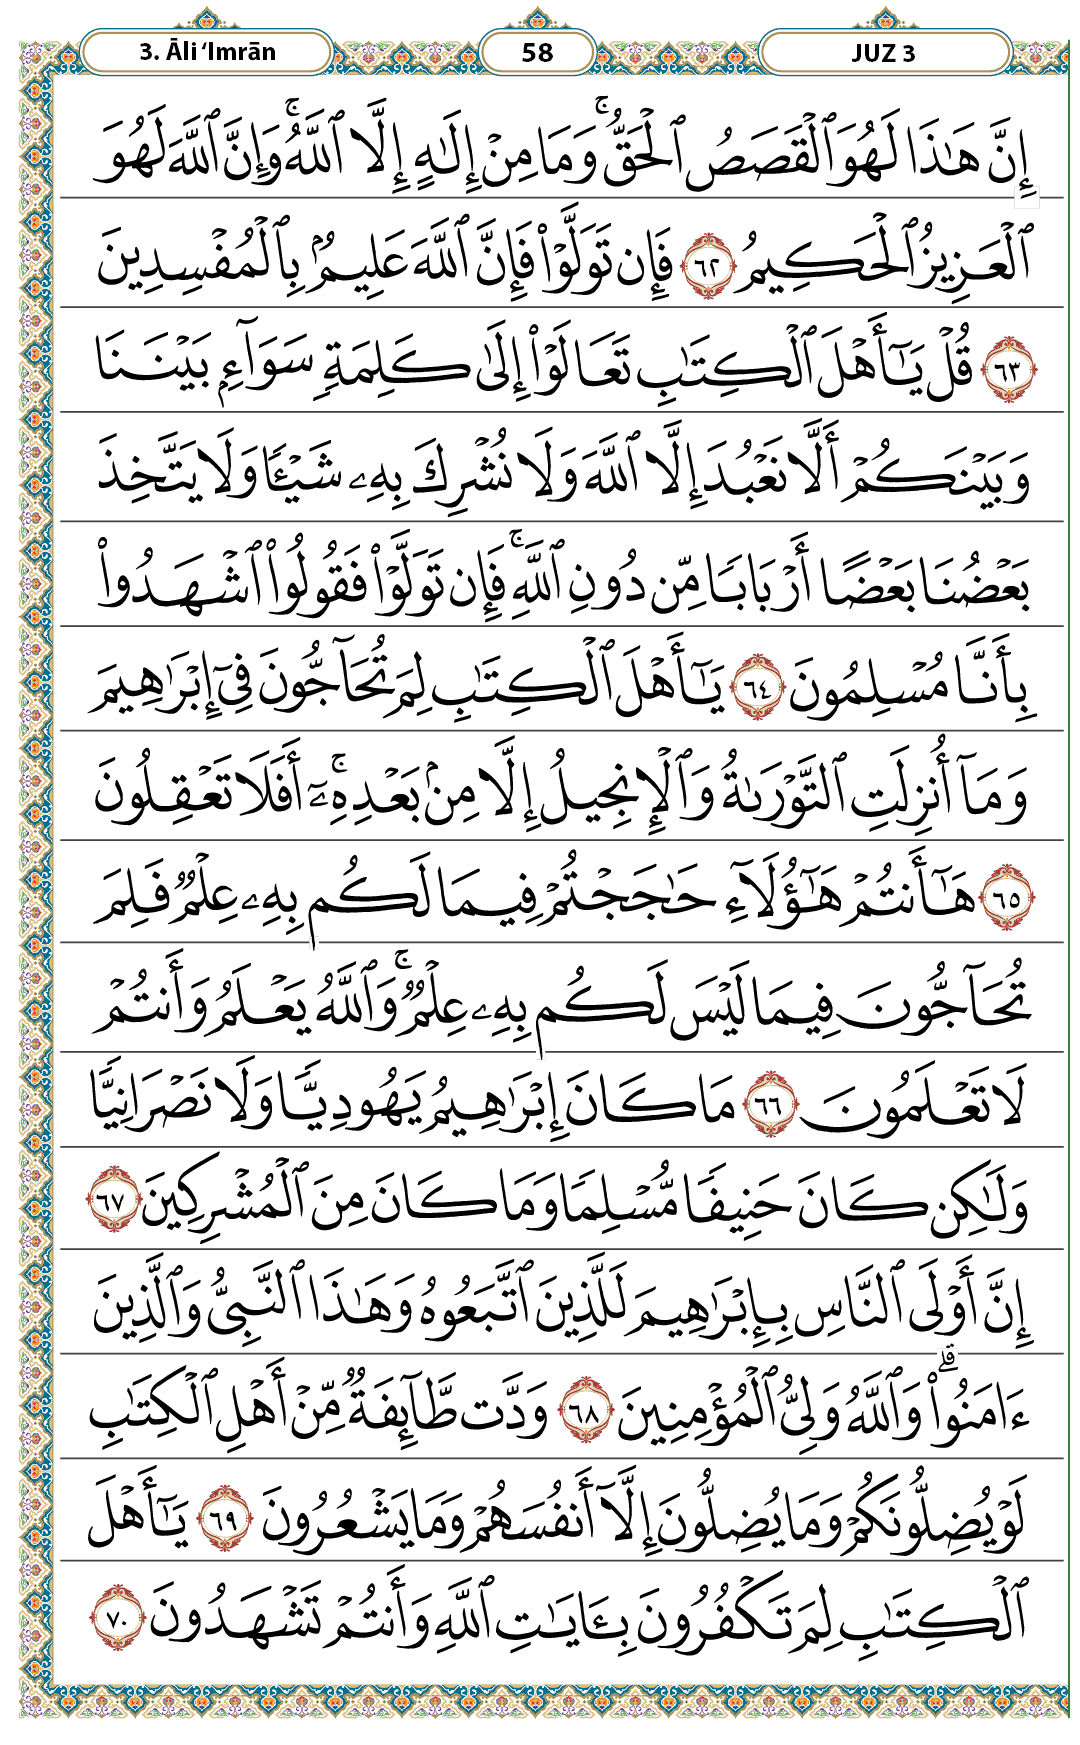 3. Āli ‘Imrān 58 JUZ 3
إِنَّ هَٰذَا لَهُوَ ٱلْقَصَصُ ٱلْحَقُّ ۚ وَمَا مِنْ إِلَٰهٍ إِلَّا ٱللَّهُ ۚ وَإِنَّ ٱللَّهَ لَهُوَ
ٱلْعَزِيزُ ٱلْحَكِيمُ ٦٢ فَإِن تَوَلَّوْا۟ فَإِنَّ ٱللَّهَ عَلِيمٌۢ بِٱلْمُفْسِدِينَ
٦٣ قُلْ يَٰٓأَهْلَ ٱلْكِتَٰبِ تَعَالَوْا۟ إِلَىٰ كَلِمَةٍ سَوَآءٍۭ بَيْنَنَا
وَبَيْنَكُمْ أَلَّا نَعْبُدَ إِلَّا ٱللَّهَ وَلَا نُشْرِكَ بِهِۦ شَيْـًٔا وَلَا يَتَّخِذَ
بَعْضُنَا بَعْضًا أَرْبَابًا مِّن دُونِ ٱللَّهِ ۚ فَإِن تَوَلَّوْا۟ فَقُولُوا۟ ٱشْهَدُوا۟
بِأَنَّا مُسْلِمُونَ ٦٤ يَٰٓأَهْلَ ٱلْكِتَٰبِ لِمَ تُحَآجُّونَ فِىٓ إِبْرَٰهِيمَ
وَمَآ أُنزِلَتِ ٱلتَّوْرَىٰةُ وَٱلْإِنجِيلُ إِلَّا مِنۢ بَعْدِهِۦٓ ۚ أَفَلَا تَعْقِلُونَ
٦٥ هَٰٓأَنتُمْ هَٰٓؤُلَآءِ حَٰجَجْتُمْ فِيمَا لَكُم بِهِۦ عِلْمٌ فَلِمَ
تُحَآجُّونَ فِيمَا لَيْسَ لَكُم بِهِۦ عِلْمٌ ۚ وَٱللَّهُ يَعْلَمُ وَأَنتُمْ
لَا تَعْلَمُونَ ٦٦ مَا كَانَ إِبْرَٰهِيمُ يَهُودِيًّا وَلَا نَصْرَانِيًّا
وَلَٰكِن كَانَ حَنِيفًا مُّسْلِمًا وَمَا كَانَ مِنَ ٱلْمُشْرِكِينَ ٦٧
إِنَّ أَوْلَى ٱلنَّاسِ بِإِبْرَٰهِيمَ لَلَّذِينَ ٱتَّبَعُوهُ وَهَٰذَا ٱلنَّبِىُّ وَٱلَّذِينَ
ءَامَنُوا۟ ۗ وَٱللَّهُ وَلِىُّ ٱلْمُؤْمِنِينَ ٦٨ وَدَّت طَّآئِفَةٌ مِّنْ أَهْلِ ٱلْكِتَٰبِ
لَوْ يُضِلُّونَكُمْ وَمَا يُضِلُّونَ إِلَّآ أَنفُسَهُمْ وَمَا يَشْعُرُونَ ٦٩ يَٰٓأَهْلَ
ٱلْكِتَٰبِ لِمَ تَكْفُرُونَ بِـَٔايَٰتِ ٱللَّهِ وَأَنتُمْ تَشْهَدُونَ ٧٠